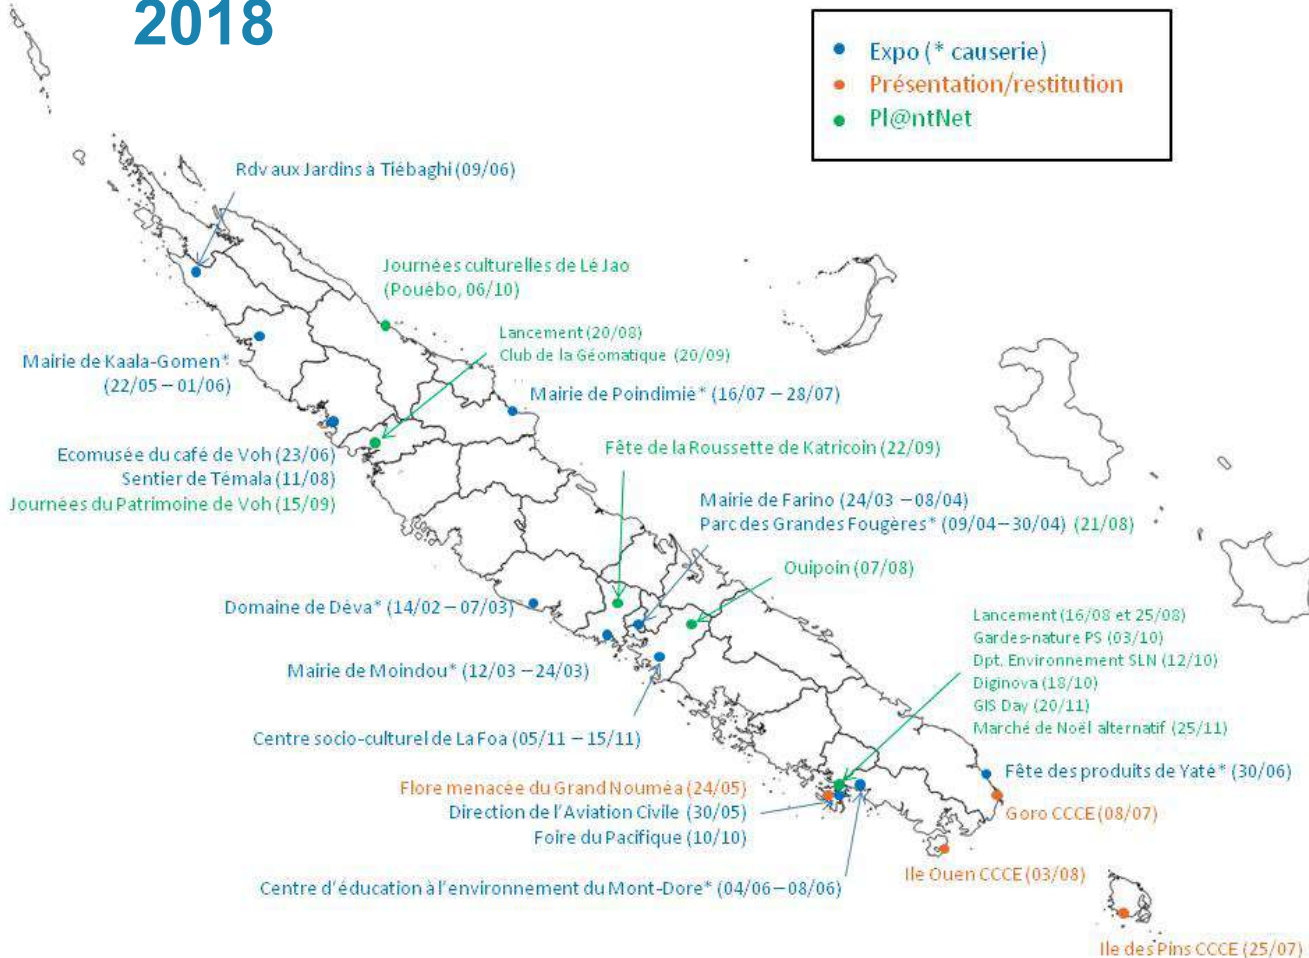 2018
Expo (* causerie)
Présentation/restitution
Pl@ntNet
Rdv aux Jardins à Tiébaghi (09/06)
Journées culturelles de Lé Jao
(Pouébo, 06/10)
Lancement (20/08)
Club de la Géomatique (20/09)
Mairie de Kaala-Gomen*
(22/05 – 01/06)
Mairie de Poindimié* (16/07 – 28/07)
Ecomusée du café de Voh (23/06)
Sentier de Témala (11/08)
Journées du Patrimoine de Voh (15/09)
Fête de la Roussette de Katricoin (22/09)
Mairie de Farino (24/03 – 08/04)
Parc des Grandes Fougères* (09/04 – 30/04) (21/08)
Ouipoin (07/08)
Domaine de Déva* (14/02 – 07/03)
Mairie de Moindou* (12/03 – 24/03)
Centre socio-culturel de La Foa (05/11 – 15/11)
Lancement (16/08 et 25/08)
Gardes-nature PS (03/10)
Dpt. Environnement SLN (12/10)
Diginova (18/10)
GIS Day (20/11)
Marché de Noël alternatif (25/11)
Fête des produits de Yaté* (30/06)
Flore menacée du Grand Nouméa (24/05)
Direction de l'Aviation Civile (30/05)
Foire du Pacifique (10/10)
Goro CCCE (08/07)
Ile Ouen CCCE (03/08)
Centre d'éducation à l'environnement du Mont-Dore* (04/06 – 08/06)
Ile des Pins CCCE (25/07)